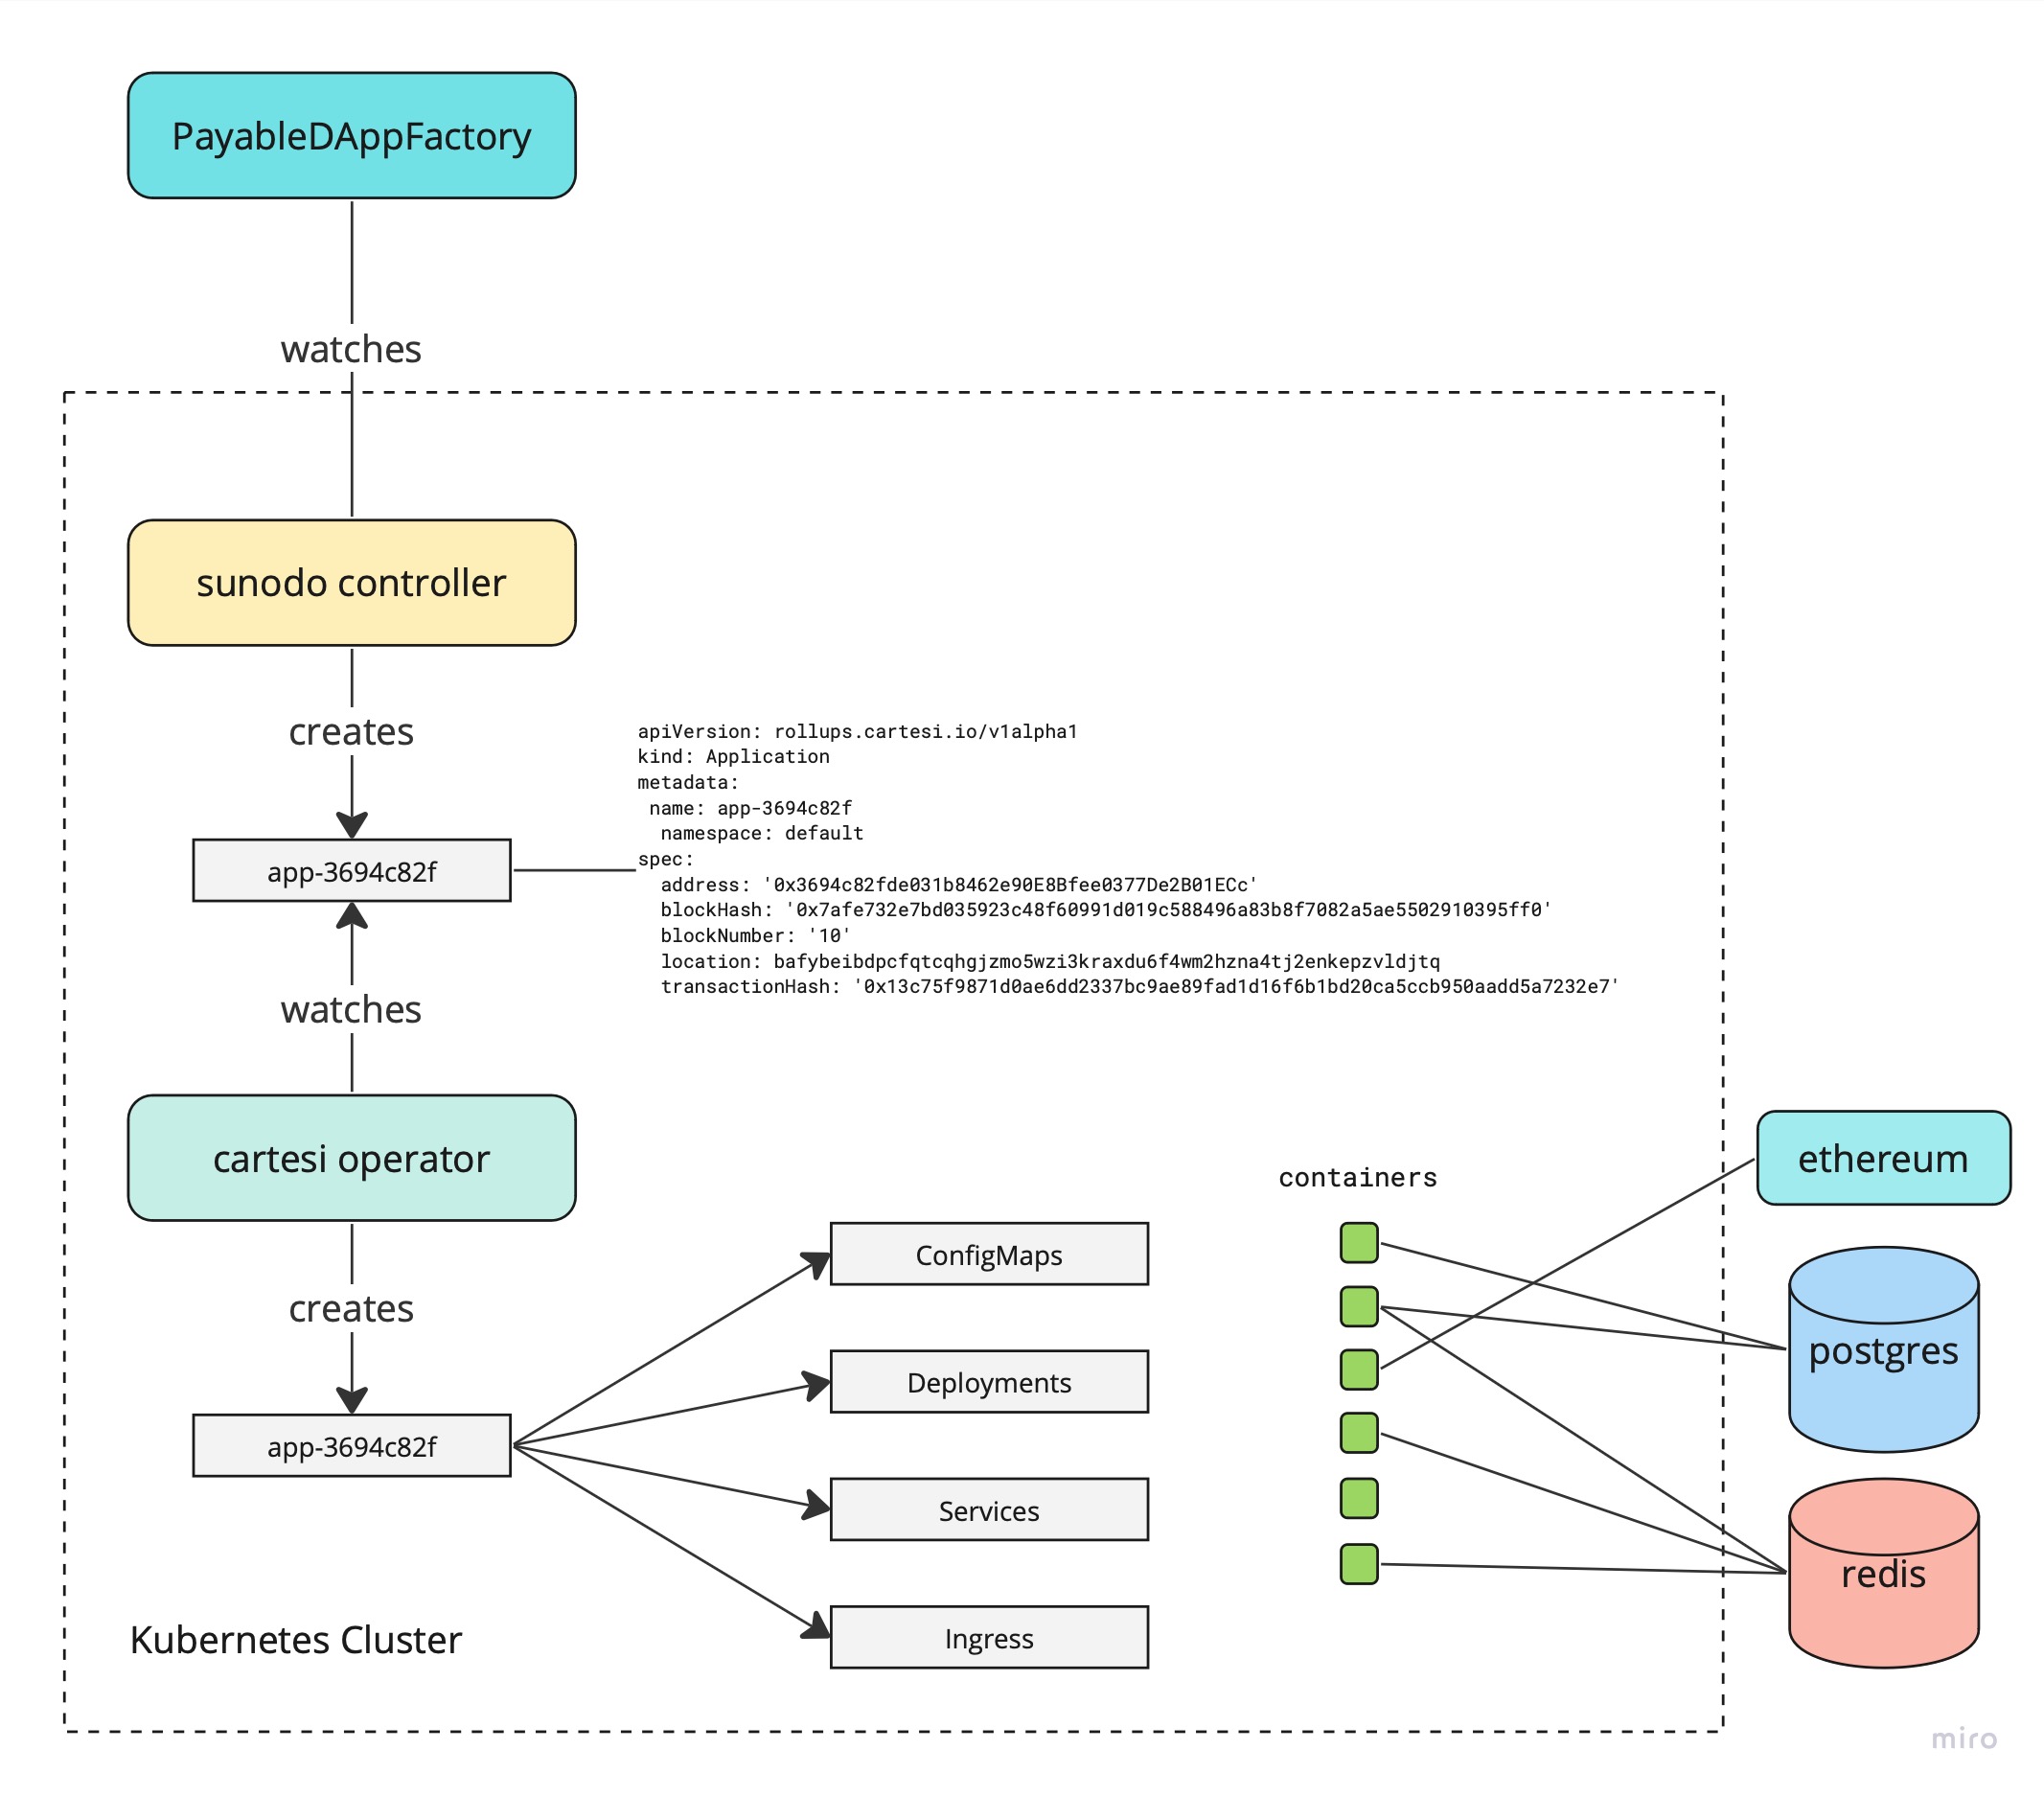 PayableDAppFactory
watches
sunodo controller
creates
app-3694c82f
apiVersion: rollups.cartesi.io/v1alpha1
kind: Application
metadata:
 name: app-3694c82f
  namespace: default
spec:
  address: '0x3694c82fde031b8462e90E8Bfee0377De2B01ECc'
  blockHash: '0x7afe732e7bd035923c48f60991d019c588496a83b8f7082a5ae5502910395ff0'
  blockNumber: '10'
  location: bafybeibdpcfqtcqhgjzmo5wzi3kraxdu6f4wm2hzna4tj2enkepzvldjtq
  transactionHash: '0x13c75f9871d0ae6dd2337bc9ae89fad1d16f6b1bd20ca5ccb950aadd5a7232e7'
watches
cartesi operator
creates
app-3694c82f
ConfigMaps
Deployments
Services
Ingress
containers
ethereum
postgres
redis
Kubernetes Cluster
miro